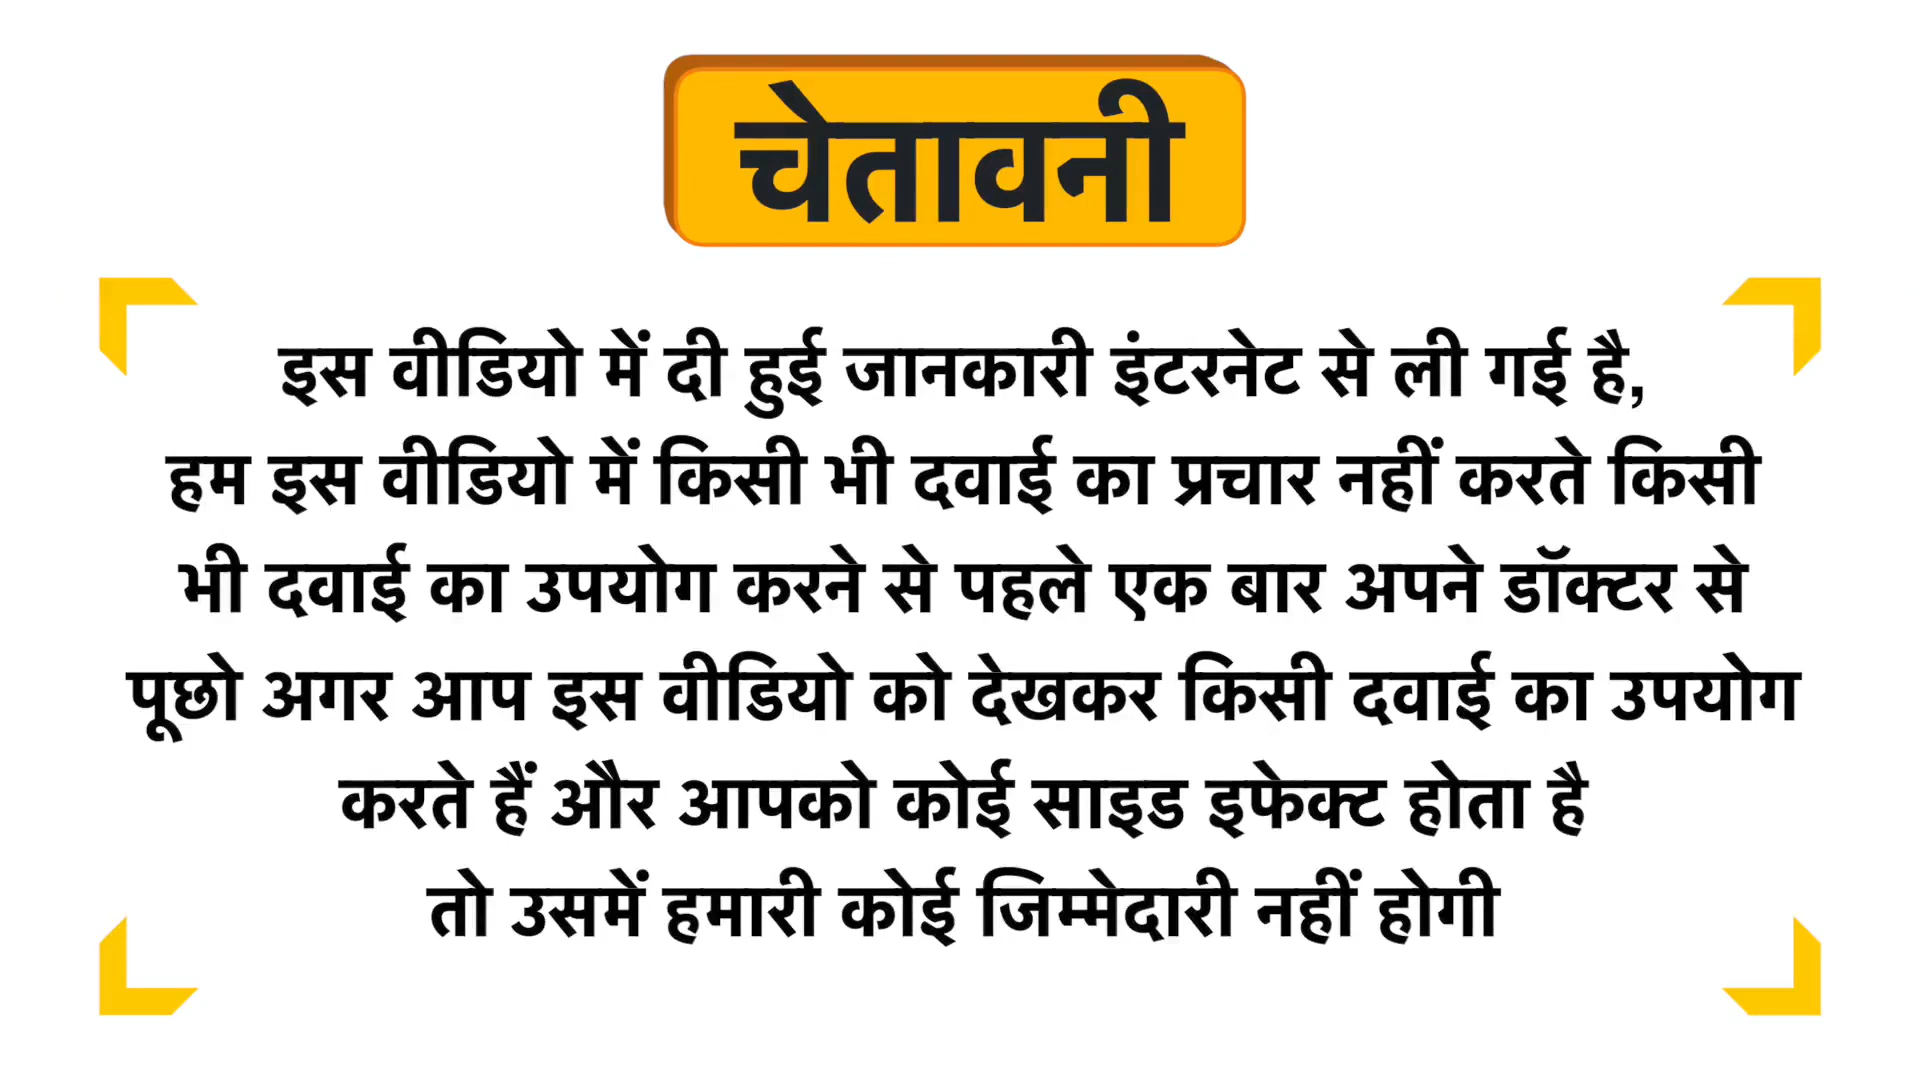 चेतावनी
इस वीडियो में दी हुई जानकारी इंटरनेट से ली गई है,
हम इस वीडियो में किसी भी दवाई का प्रचार नहीं करते किसी
भी दवाई का उपयोग करने से पहले एक बार अपने डॉक्टर से
पूछो अगर आप इस वीडियो को देखकर किसी दवाई का उपयोग
करते हैं और आपको कोई साइड इफेक्ट होता है
तो उसमें हमारी कोई जिम्मेदारी नहीं होगी